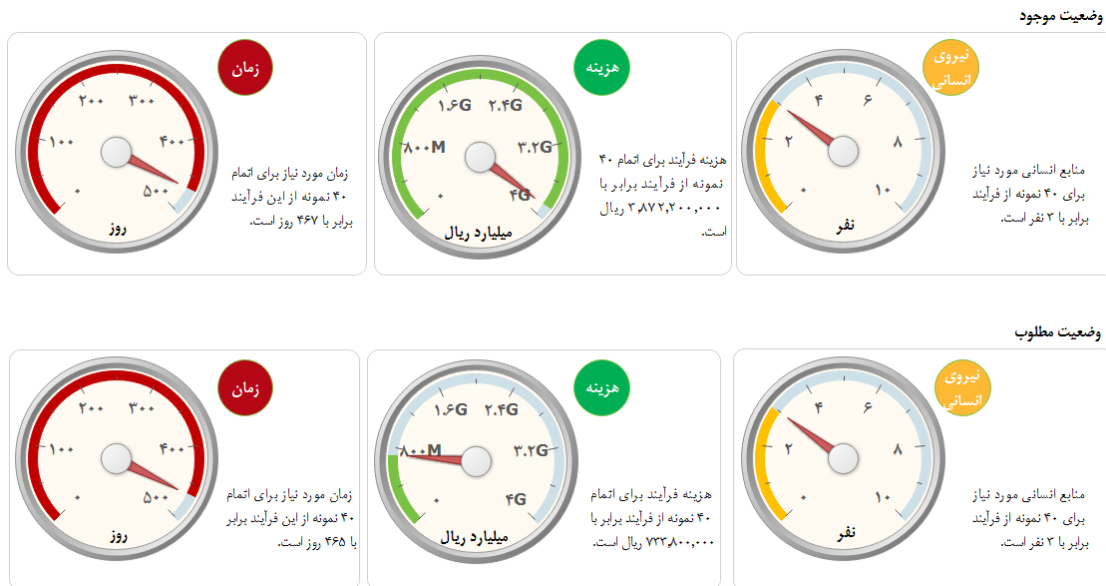 وضعیت موجود
نیروی
انسانی
۰
۲
۴
۶
۸
۱۰
نفر
منابع انسانی مورد نیاز
برای ۴۰ نمونه از فرآیند
برابر با ۳ نفر است.
هزینه
۰
۸۰۰M
۱.۶G
۲.۴G
۳.۲G
۴G
میلیارد ریال
هزینه فرآیند برای اتمام ۴۰
نمونه از فرآیند برابر با
۳,۸۷۲,۲۰۰,۰۰۰ ریال
است.
زمان
۰
۱۰۰
۲۰۰
۳۰۰
۴۰۰
۵۰۰
روز
زمان مورد نیاز برای اتمام
۴۰ نمونه از این فرآیند
برابر با ۴۶۷ روز است.
وضعیت مطلوب
نیروی
انسانی
۰
۲
۴
۶
۸
۱۰
نفر
منابع انسانی مورد نیاز
برای ۴۰ نمونه از فرآیند
برابر با ۳ نفر است.
هزینه
۰
۸۰۰M
۱.۶G
۲.۴G
۳.۲G
۴G
میلیارد ریال
هزینه فرآیند برای اتمام
۴۰ نمونه از فرآیند برابر با
۷۳۳,۸۰۰,۰۰۰ ریال است.
زمان
۰
۱۰۰
۲۰۰
۳۰۰
۴۰۰
۵۰۰
روز
زمان مورد نیاز برای اتمام
۴۰ نمونه از این فرآیند برابر
با ۴۶۵ روز است.